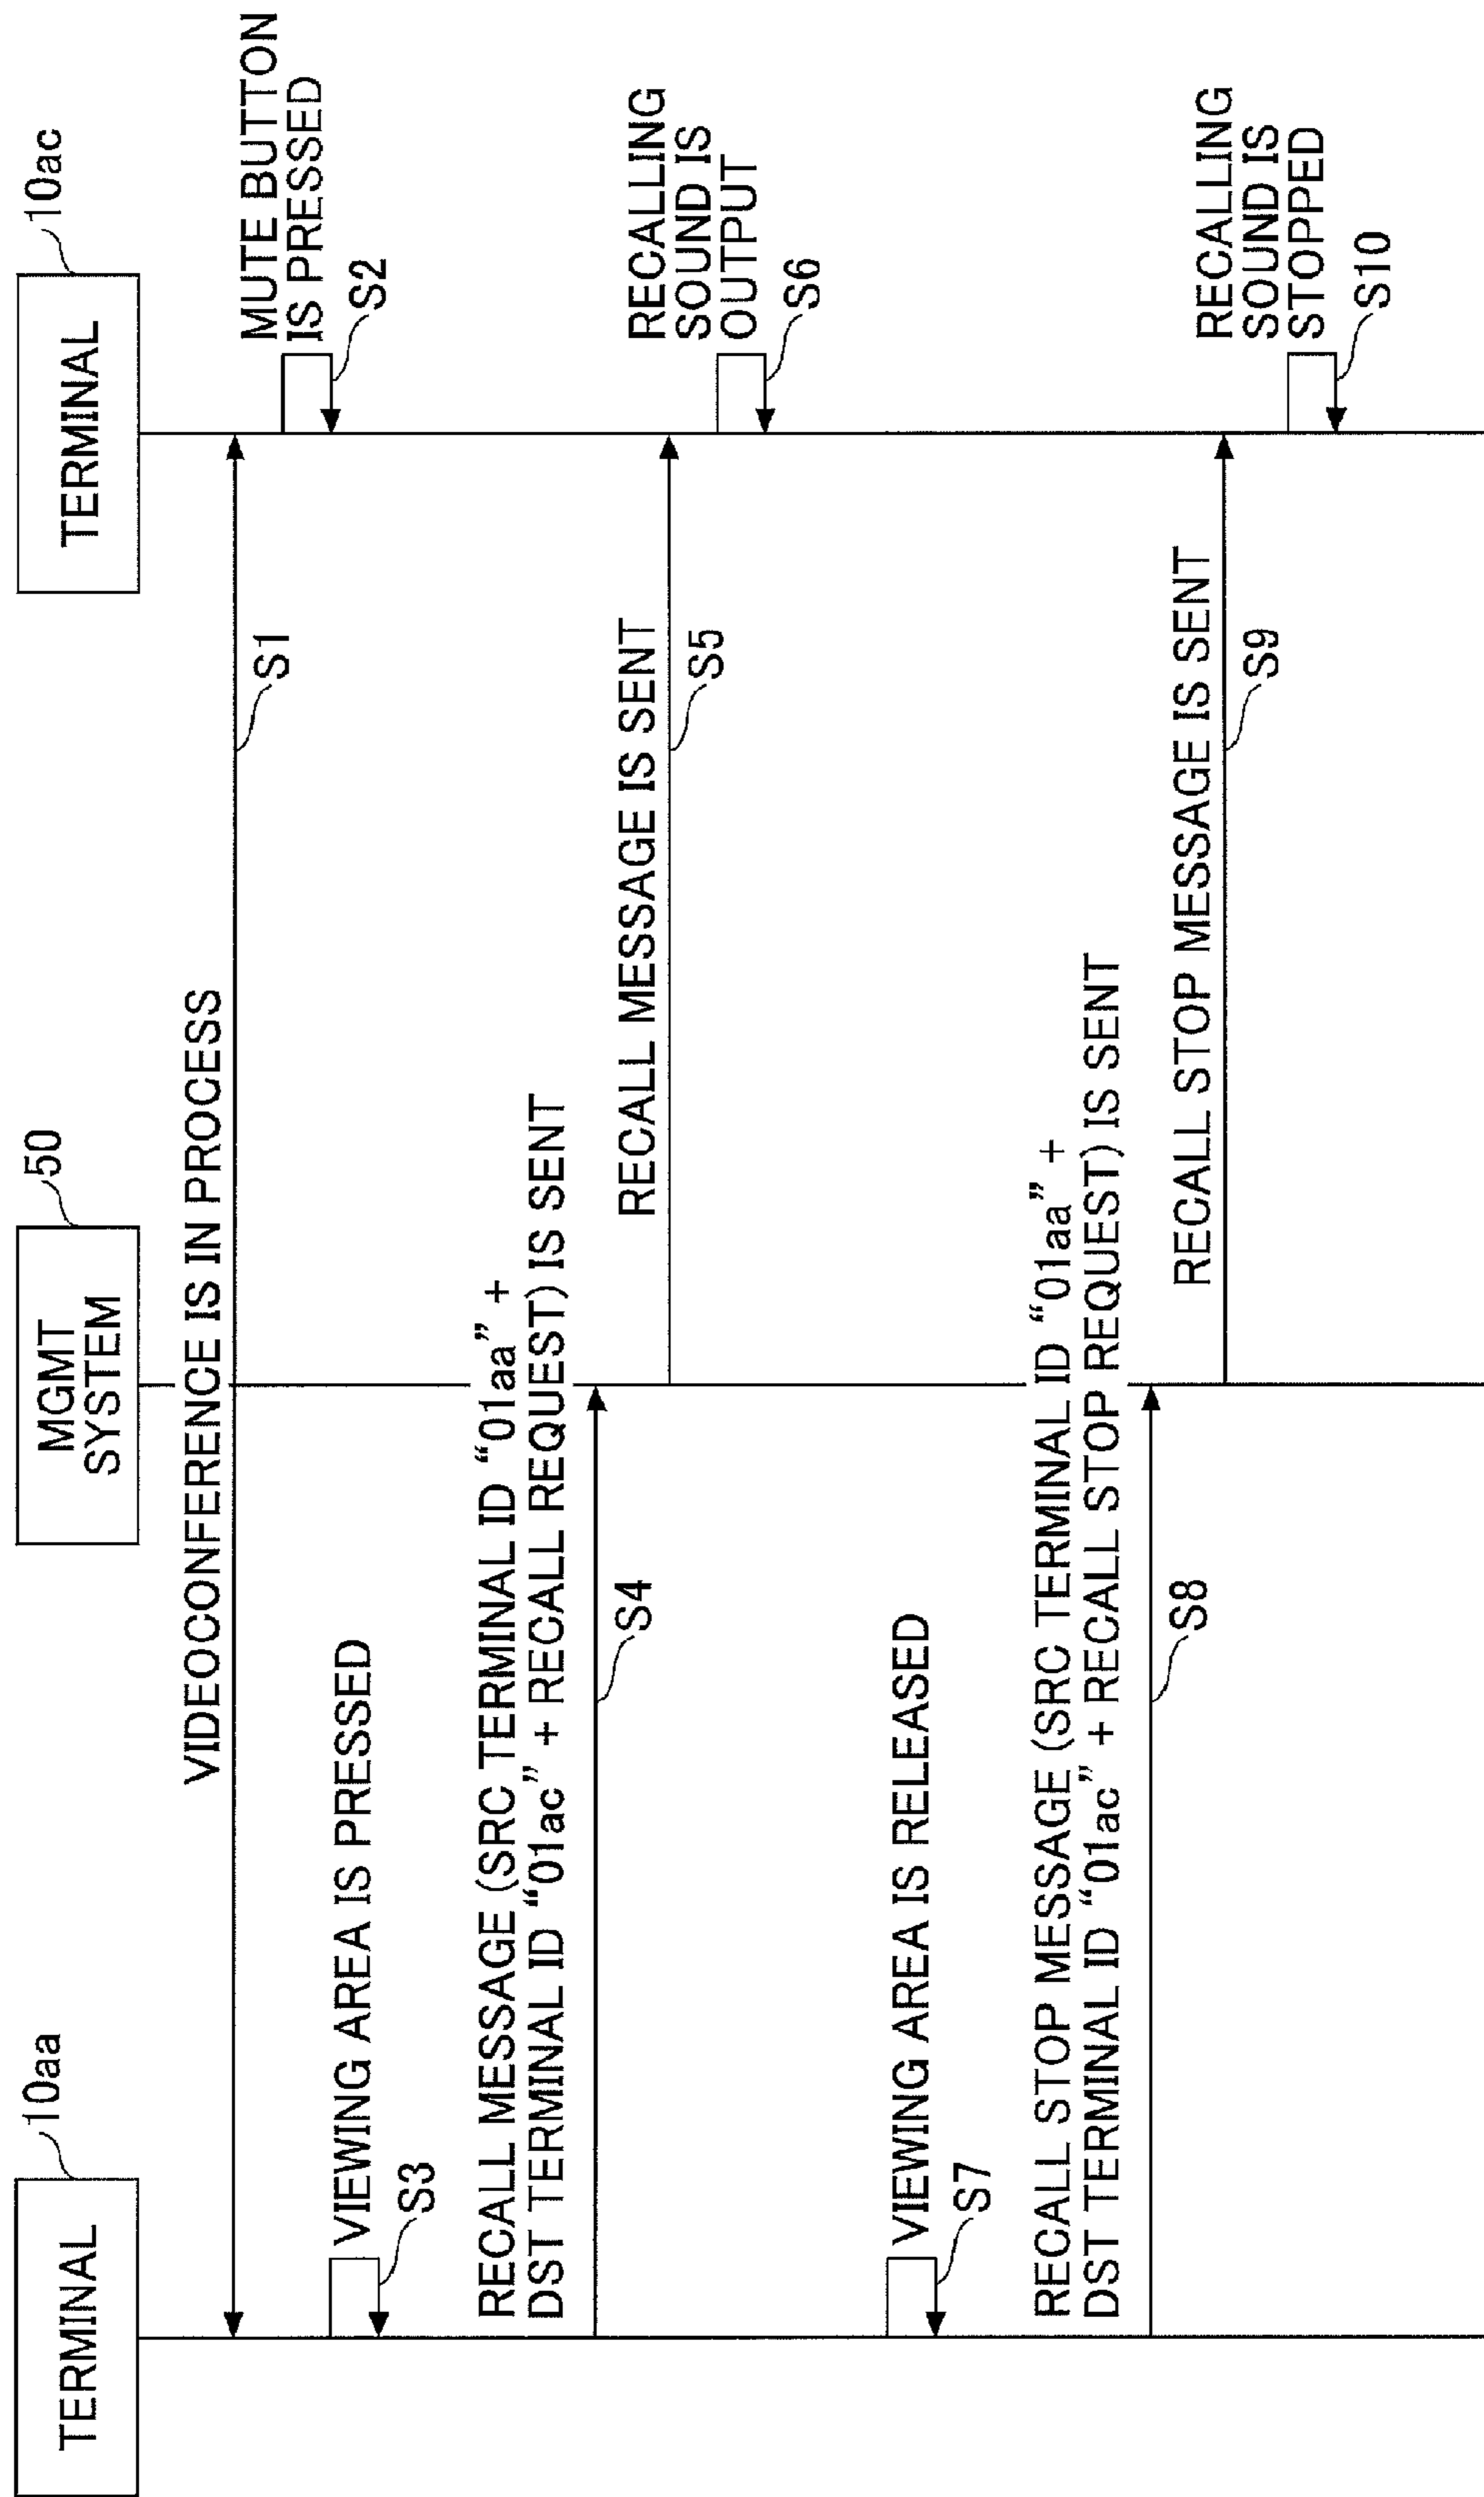 TERMINAL
10aa
MGMT
SYSTEM
50
TERMINAL
10ac
VIDEOCONFERENCE IS IN PROCESS
S1
MUTE BUTTON
IS PRESSED
S2
VIEWING AREA IS PRESSED
S3
RECALL MESSAGE (SRC TERMINAL ID “01aa” +
DST TERMINAL ID “01ac” + RECALL REQUEST) IS SENT
S4
RECALL MESSAGE IS SENT
S5
RECALLING
SOUND IS
OUTPUT
S6
VIEWING AREA IS RELEASED
S7
RECALL STOP MESSAGE (SRC TERMINAL ID “01aa” +
DST TERMINAL ID “01ac” + RECALL STOP REQUEST) IS SENT
S8
RECALL STOP MESSAGE IS SENT
S9
RECALLING
SOUND IS
STOPPED
S10